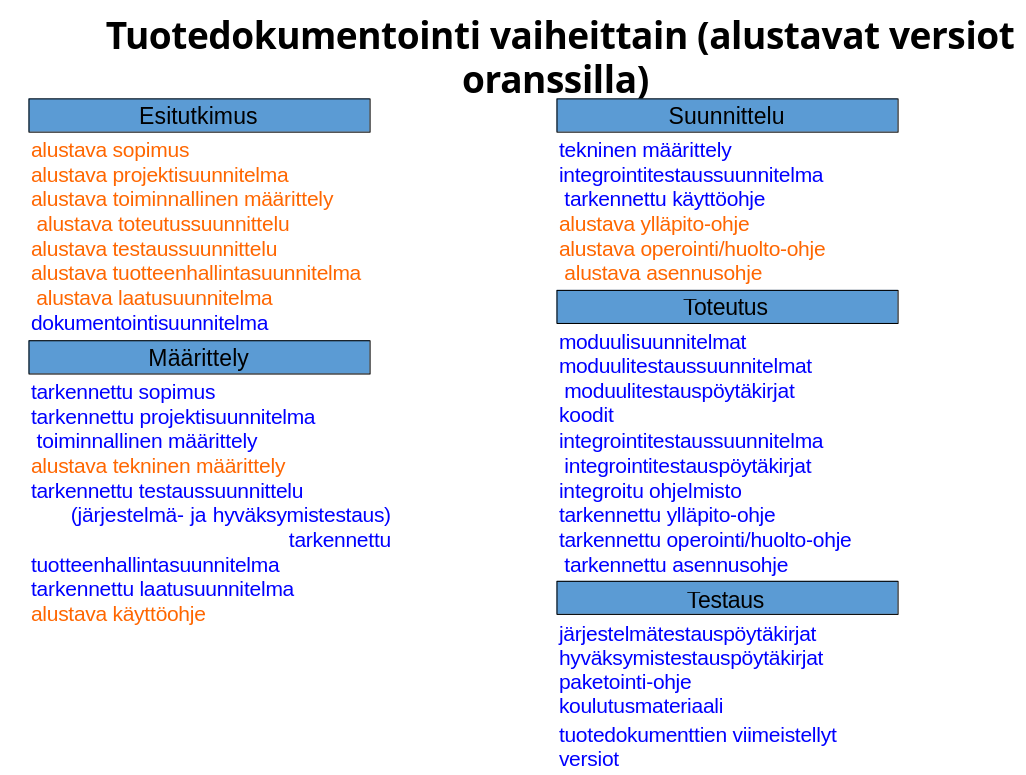 Tuotedokumentointi vaiheittain (alustavat versiot
oranssilla)
Esitutkimus
alustava sopimus
alustava projektisuunnitelma
alustava toiminnallinen määrittely
alustava toteutussuunnittelu
alustava testaussuunnittelu
alustava tuotteenhallintasuunnitelma
alustava laatusuunnitelma
dokumentointisuunnitelma
Määrittely
tarkennettu sopimus
tarkennettu projektisuunnitelma
toiminnallinen määrittely
alustava tekninen määrittely
tarkennettu testaussuunnittelu
(järjestelmä- ja hyväksymistestaus)
tarkennettu
tuotteenhallintasuunnitelma
tarkennettu laatusuunnitelma
alustava käyttöohje
Suunnittelu
tekninen määrittely
integrointitestaussuunnitelma
tarkennettu käyttöohje
alustava ylläpito-ohje
alustava operointi/huolto-ohje
alustava asennusohje
Toteutus
moduulisuunnitelmat
moduulitestaussuunnitelmat
moduulitestauspöytäkirjat
koodit
integrointitestaussuunnitelma
integrointitestauspöytäkirjat
integroitu ohjelmisto
tarkennettu ylläpito-ohje
tarkennettu operointi/huolto-ohje
tarkennettu asennusohje
Testaus
järjestelmätestauspöytäkirjat
hyväksymistestauspöytäkirjat
paketointi-ohje
koulutusmateriaali
tuotedokumenttien viimeistellyt
versiot